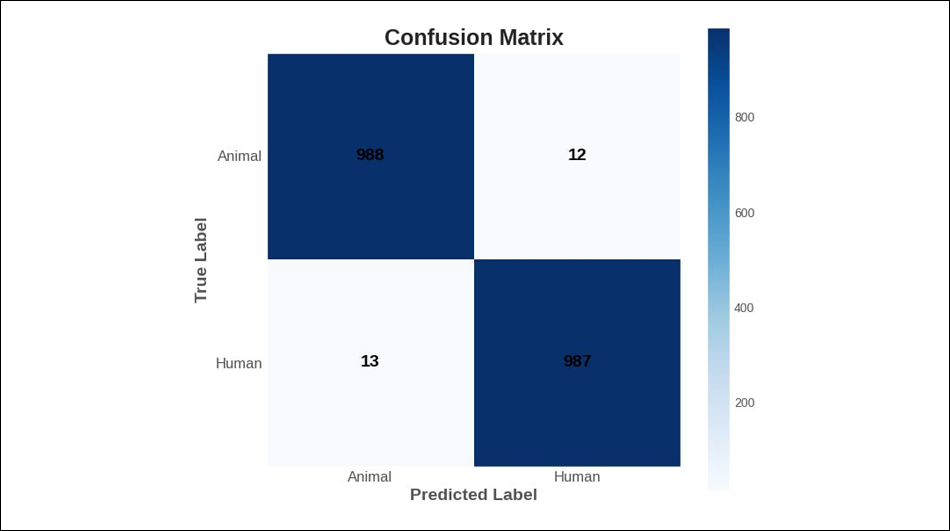 Confusion Matrix
True Label
Animal
988
12
Human
13
987
Animal
Human
Predicted Label
800
600
400
200